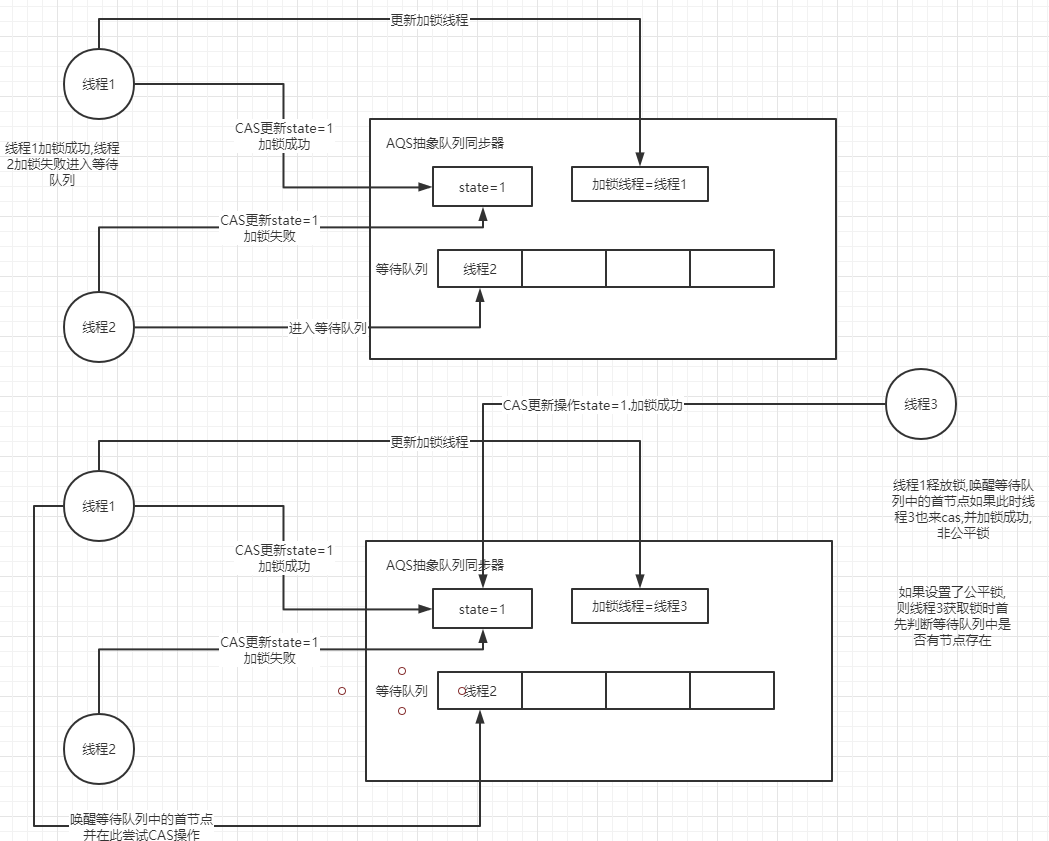 更新加锁线程
线程1
CAS更新state=1
加锁成功
AQS抽象队列同步器
线程1加锁成功,线程
2加锁失败进入等待
队列
state=1
加锁线程=线程1
CAS更新state=1
加锁失败
等待队列
线程2
线程2
进入等待队列
CAS更新操作state=1.加锁成功
线程3
更新加锁线程
线程1
线程1释放锁,唤醒等待队
列中的首节点如果此时线
程3也来cas,并加锁成功,
非公平锁
CAS更新state=1
加锁成功
AQS抽象队列同步器
state=1
加锁线程=线程3
如果设置了公平锁,
则线程3获取锁时首
先判断等待队列中是
否有节点存在
CAS更新state=1
加锁失败
等待队列
线程2
线程2
唤醒等待队列中的首节点
并在此尝试CAS操作